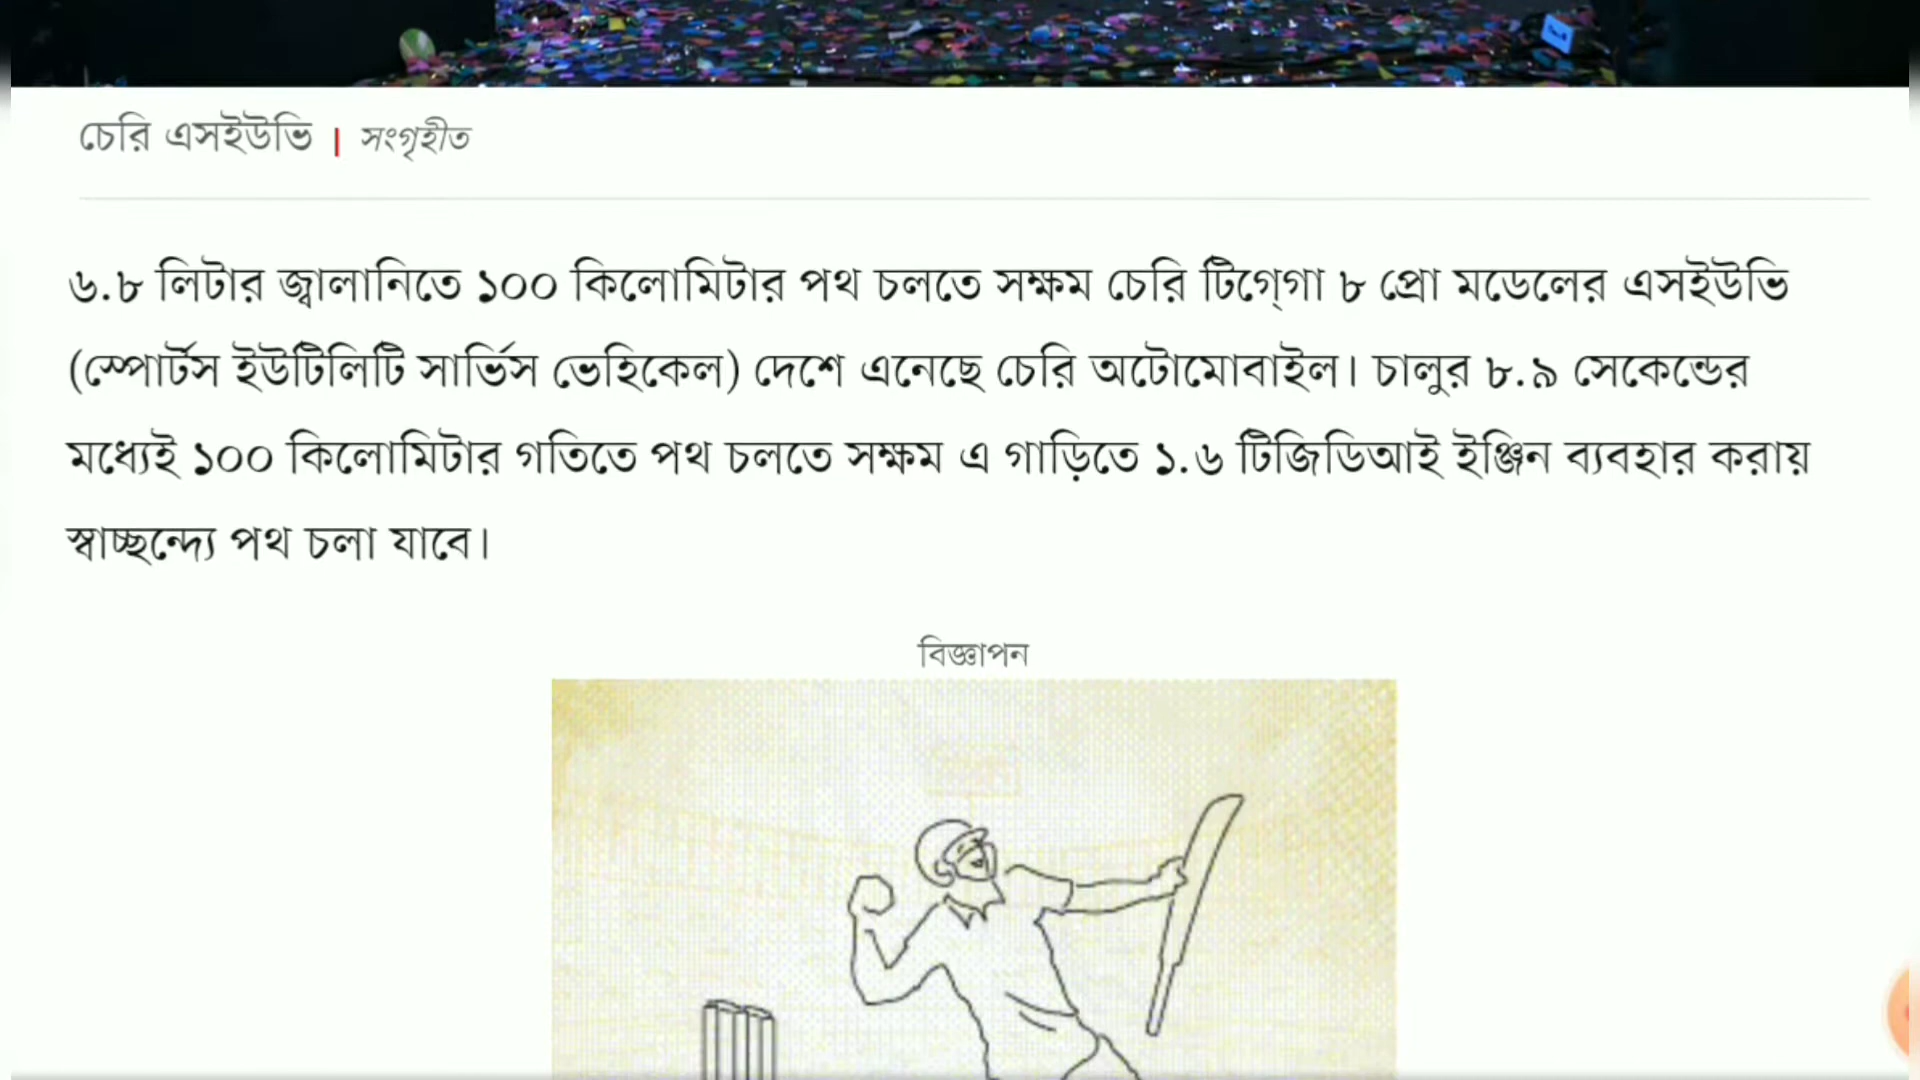 চেরি এসইউভি | সংগৃহীত
৬.৮ লিটার জ্বালানিতে ১০০ কিলোমিটার পথ চলতে সক্ষম চেরি টিগ্গো ৮ প্রো মডেলের এসইউভি
(স্পোর্টস ইউটিলিটি সার্ভিস ভেহিকেল) দেশে এনেছে চেরি অটোমোবাইল। চালুর ৮.৯ সেকেন্ডের
মধ্যেই ১০০ কিলোমিটার গতিতে পথ চলতে সক্ষম এ গাড়িতে ১.৬ টিজিডিআই ইঞ্জিন ব্যবহার করায়
স্বাচ্ছন্দ্যে পথ চলা যাবে।
বিজ্ঞাপন